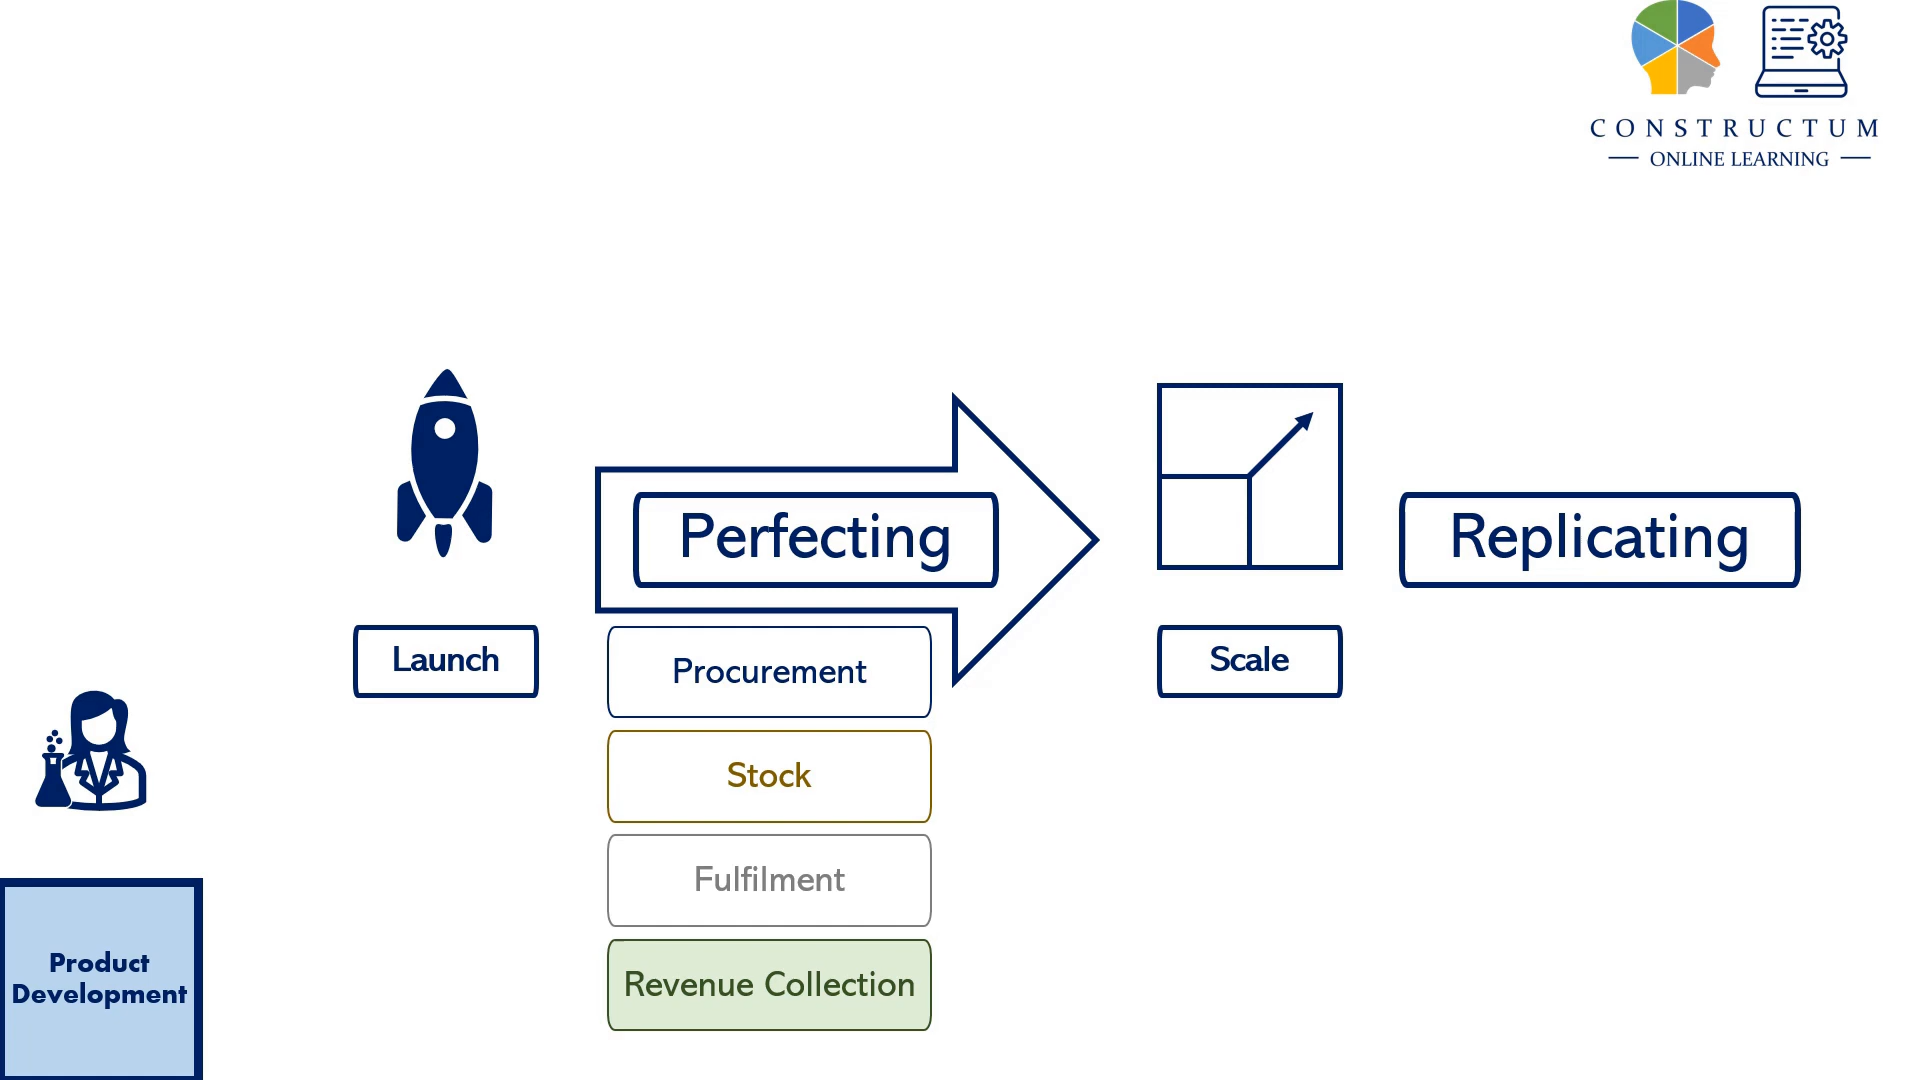 CONSTRUCTUM
ONLINE LEARNING
Perfecting
Replicating
Launch
Scale
Procurement
Stock
Fulfilment
Revenue Collection
Product
Development